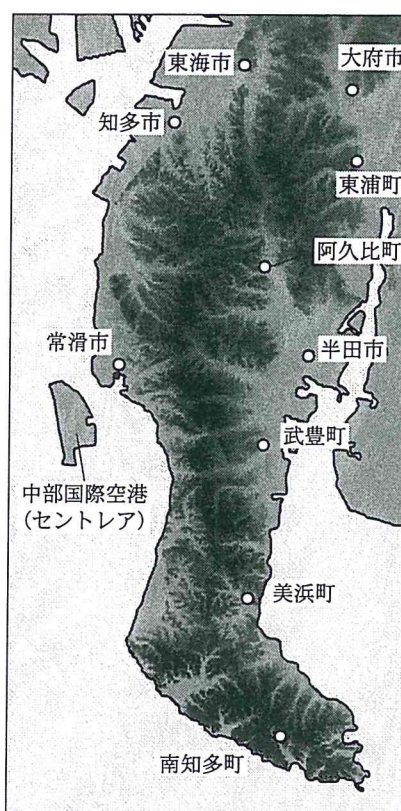 東海市
大府市
知多市
東浦町
阿久比町
常滑市
半田市
武豊町
中部国際空港
（セントレア）
美浜町
南知多町